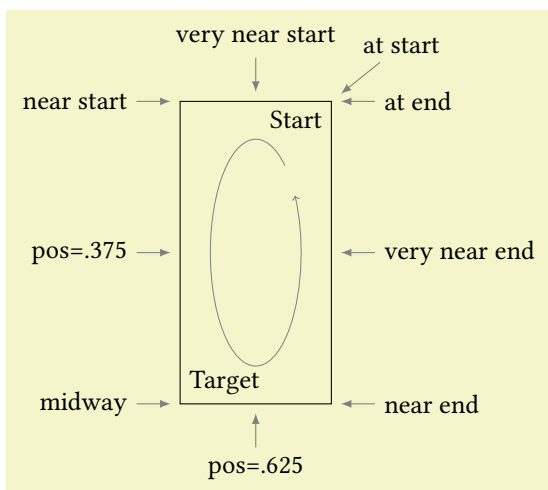 very near start
at start
near start
at end
Start
pos=.375
very near end
Target
midway
near end
pos=.625